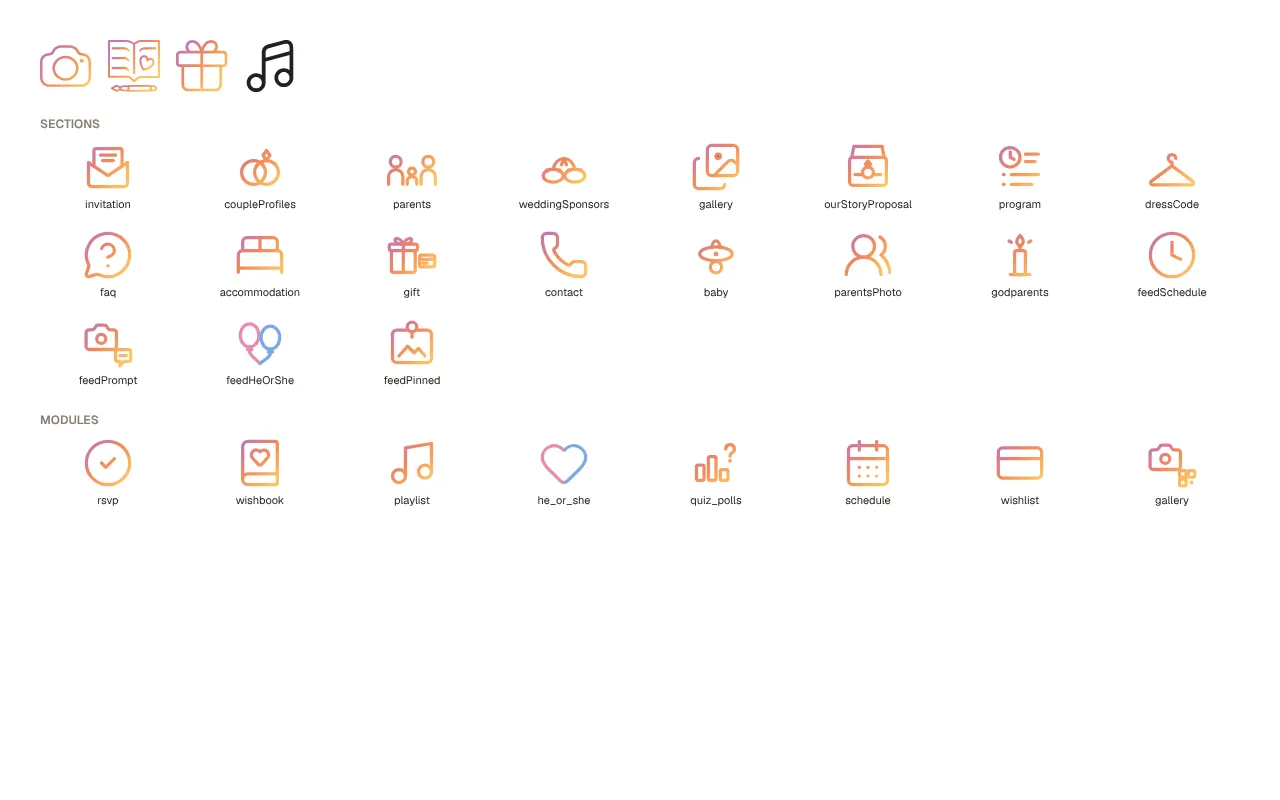 SECTIONS
invitation coupleProfiles parents weddingSponsors gallery ourStoryProposal program dressCode
faq accommodation gift contact baby parentsPhoto godparents feedSchedule
feedPrompt feedHeOrShe feedPinned
MODULES
rsvp wishbook playlist he_or_she quiz_polls schedule wishlist gallery